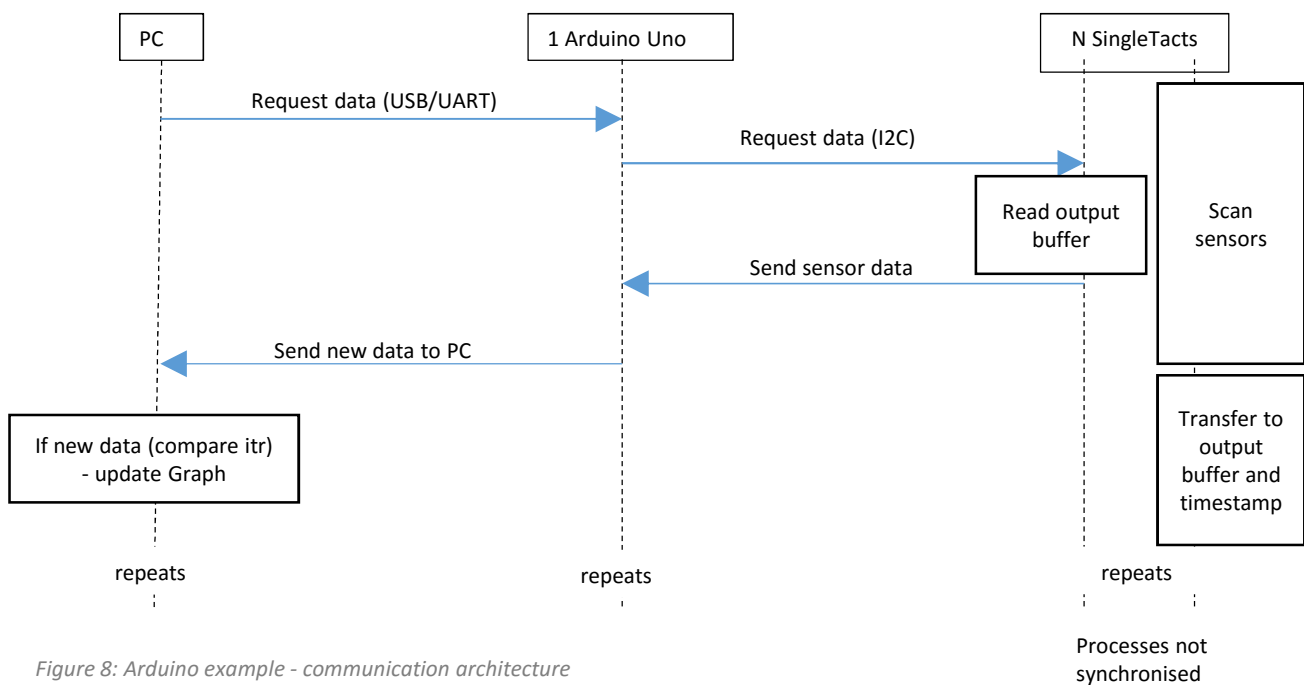 PC
1 Arduino Uno
N SingleTacts
Request data (USB/UART)
Request data (I2C)
Read output
buffer
Scan
sensors
Send sensor data
Send new data to PC
If new data (compare itr)
- update Graph
Transfer to
output
buffer and
timestamp
repeats
repeats
repeats
Processes not
synchronised
Figure 8: Arduino example - communication architecture